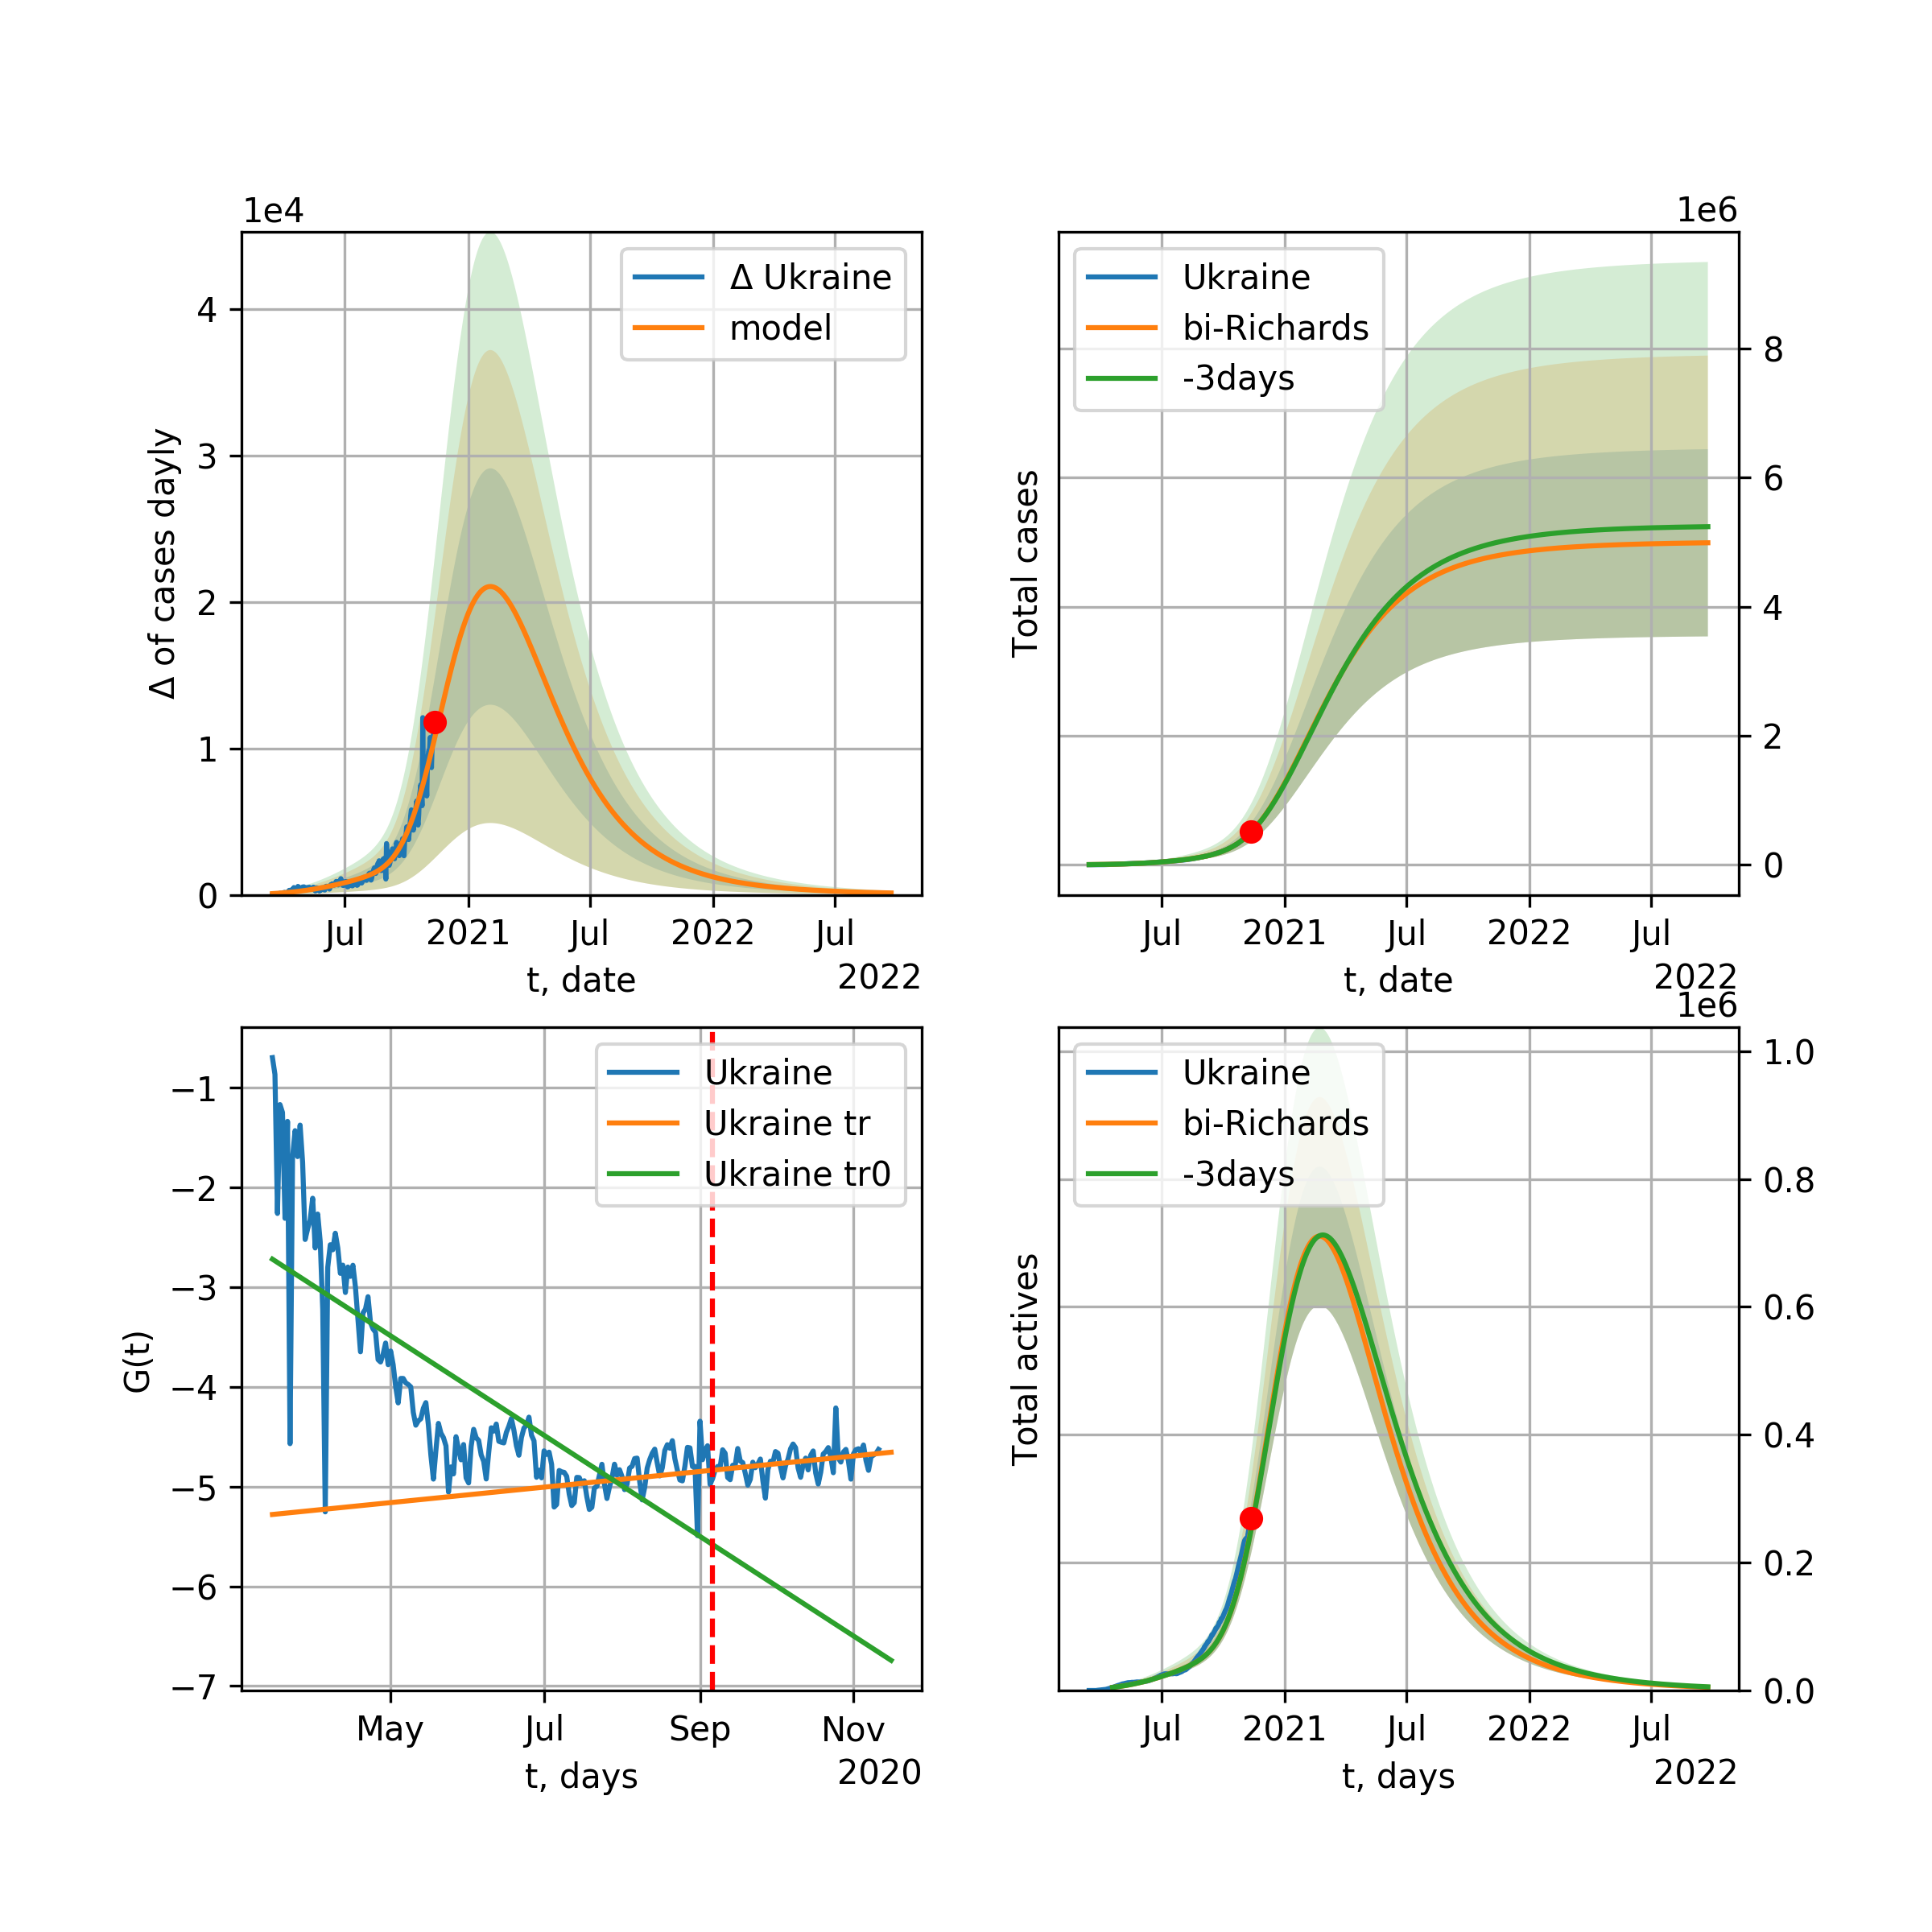 1e4
Δ of cases dayly
4
3
2
1
0
Δ Ukraine
model
Jul 2021 Jul 2022 Jul
t, date
2022
1e6
Total cases
Ukraine
bi-Richards
-3days
8
6
4
2
0
Jul 2021 Jul 2022 Jul
t, date
2022
G(t)
−1
−2
−3
−4
−5
−6
−7
Ukraine
Ukraine tr
Ukraine tr0
May Jul Sep Nov
t, days
2020
1e6
Total actives
Ukraine
bi-Richards
-3days
1.0
0.8
0.6
0.4
0.2
0.0
Jul 2021 Jul 2022 Jul
t, days
2022